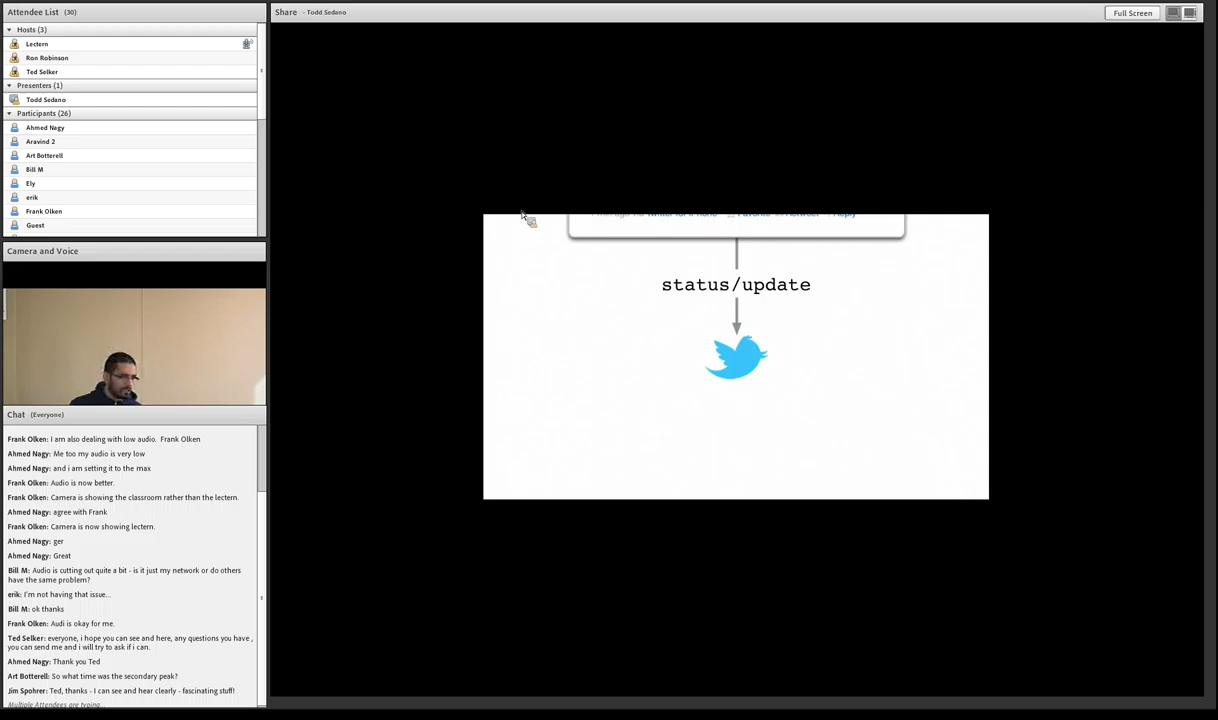 Attendee List (30)
Hosts (3)
Lectern
Ron Robinson
Ted Selker
Presenters (1)
Todd Sedano
Participants (26)
Ahmed Nagy
Aravind 2
Art Botterell
Bill M
Ely
erik
Frank Olken
Guest
Camera and Voice
Chat (Everyone)
Frank Olken: I am also dealing with low audio. Frank Olken
Ahmed Nagy: Me too my audio is very low
Ahmed Nagy: and i am setting it to the max
Frank Olken: Audio is now better.
Frank Olken: Camera is showing the classroom rather than the lectern.
Ahmed Nagy: agree with Frank
Frank Olken: Camera is now showing lectern.
Ahmed Nagy: ger
Ahmed Nagy: Great
Bill M: Audio is cutting out quite a bit - is it just my network or do others
have the same problem?
erik: I'm not having that issue...
Bill M: ok thanks
Frank Olken: Audi is okay for me.
Ted Selker: everyone, i hope you can see and here, any questions you have ,
you can send me and i will try to ask if i can.
Ahmed Nagy: Thank you Ted
Art Botterell: So what time was the secondary peak?
Jim Spohrer: Ted, thanks - I can see and hear clearly - fascinating stuff!
Multiple Attendees are typing...
Share - Todd Sedano
Full Screen
status/update